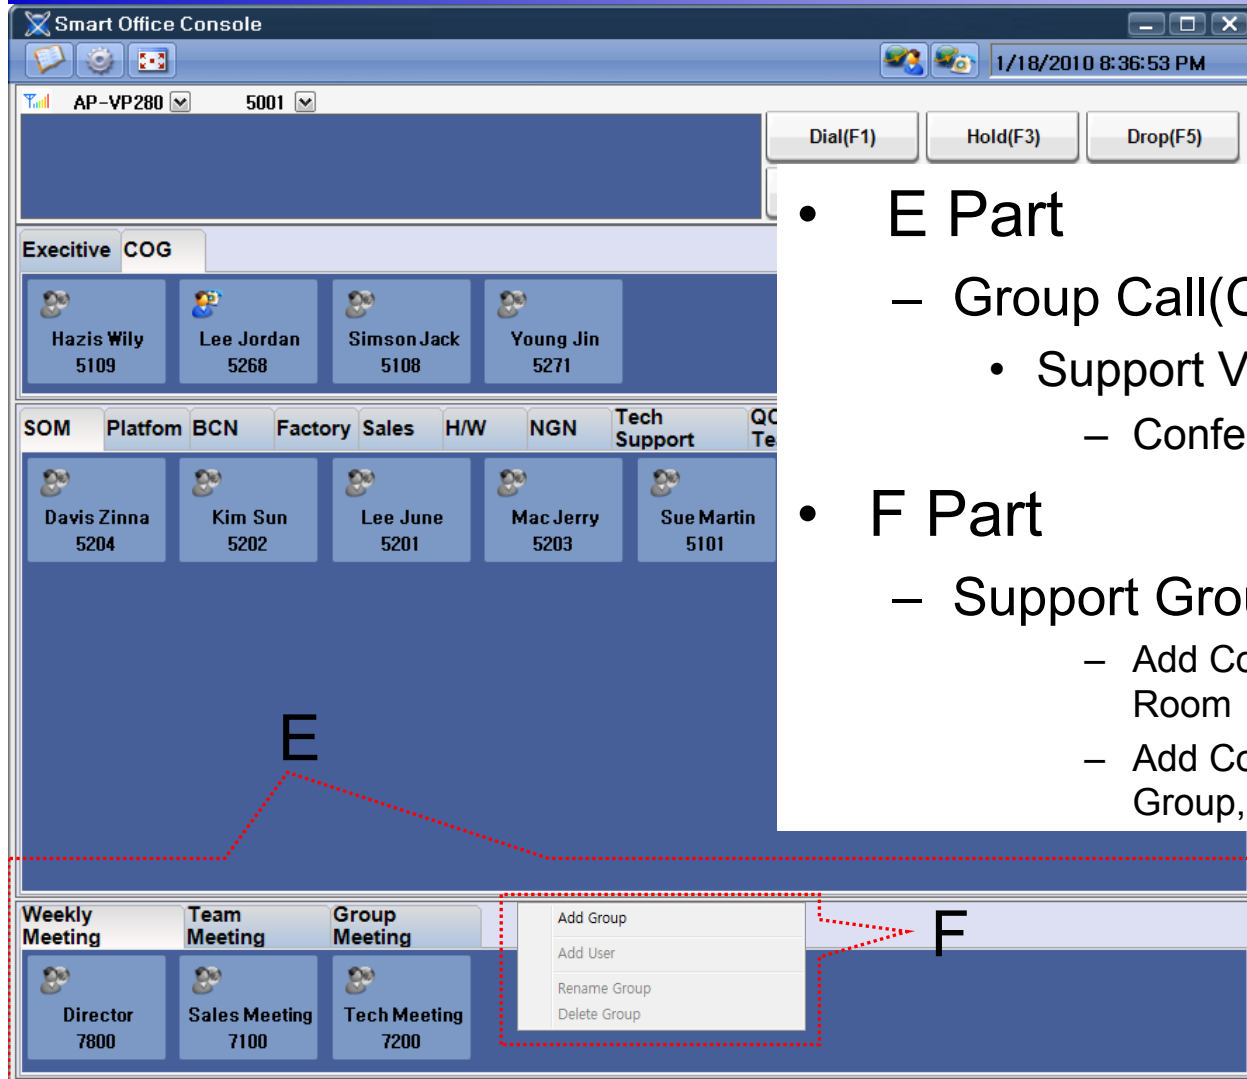 Smart Office Console
1/18/2010 8:36:53 PM
AP-VP280 5001
Dial(F1) Hold(F3) Drop(F5)
• E Part
– Group Call(
• Support V
– Confe
• F Part
– Support Gro
– Add Co
Room
– Add Co
Group,
Execitive COG
Hazis Wily
5109
Lee Jordan
5268
Simson Jack
5108
Young Jin
5271
SOM Platfom BCN Factory Sales H/W NGN Tech Support QC Te
Davis Zinna
5204
Kim Sun
5202
Lee June
5201
Mac Jerry
5203
Sue Martin
5101
E
Weekly Meeting
Team Meeting
Group Meeting
Add Group
Add User
Rename Group
Delete Group
F
Director
7800
Sales Meeting
7100
Tech Meeting
7200